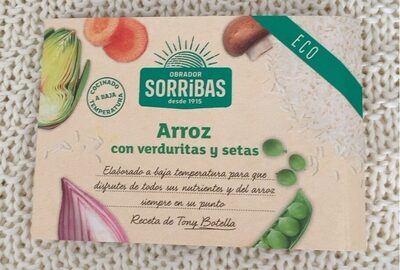 OBRADOR
SORRiBAS
desde 1915
ECO
COCINADO
A BAJA
TEMPERATURA
Arroz
con verduritas y setas
Elaborado a baja temperatura para que
disfrutes de todos sus nutrientes y del arroz
siempre en su punto
Receta de Tony Botella